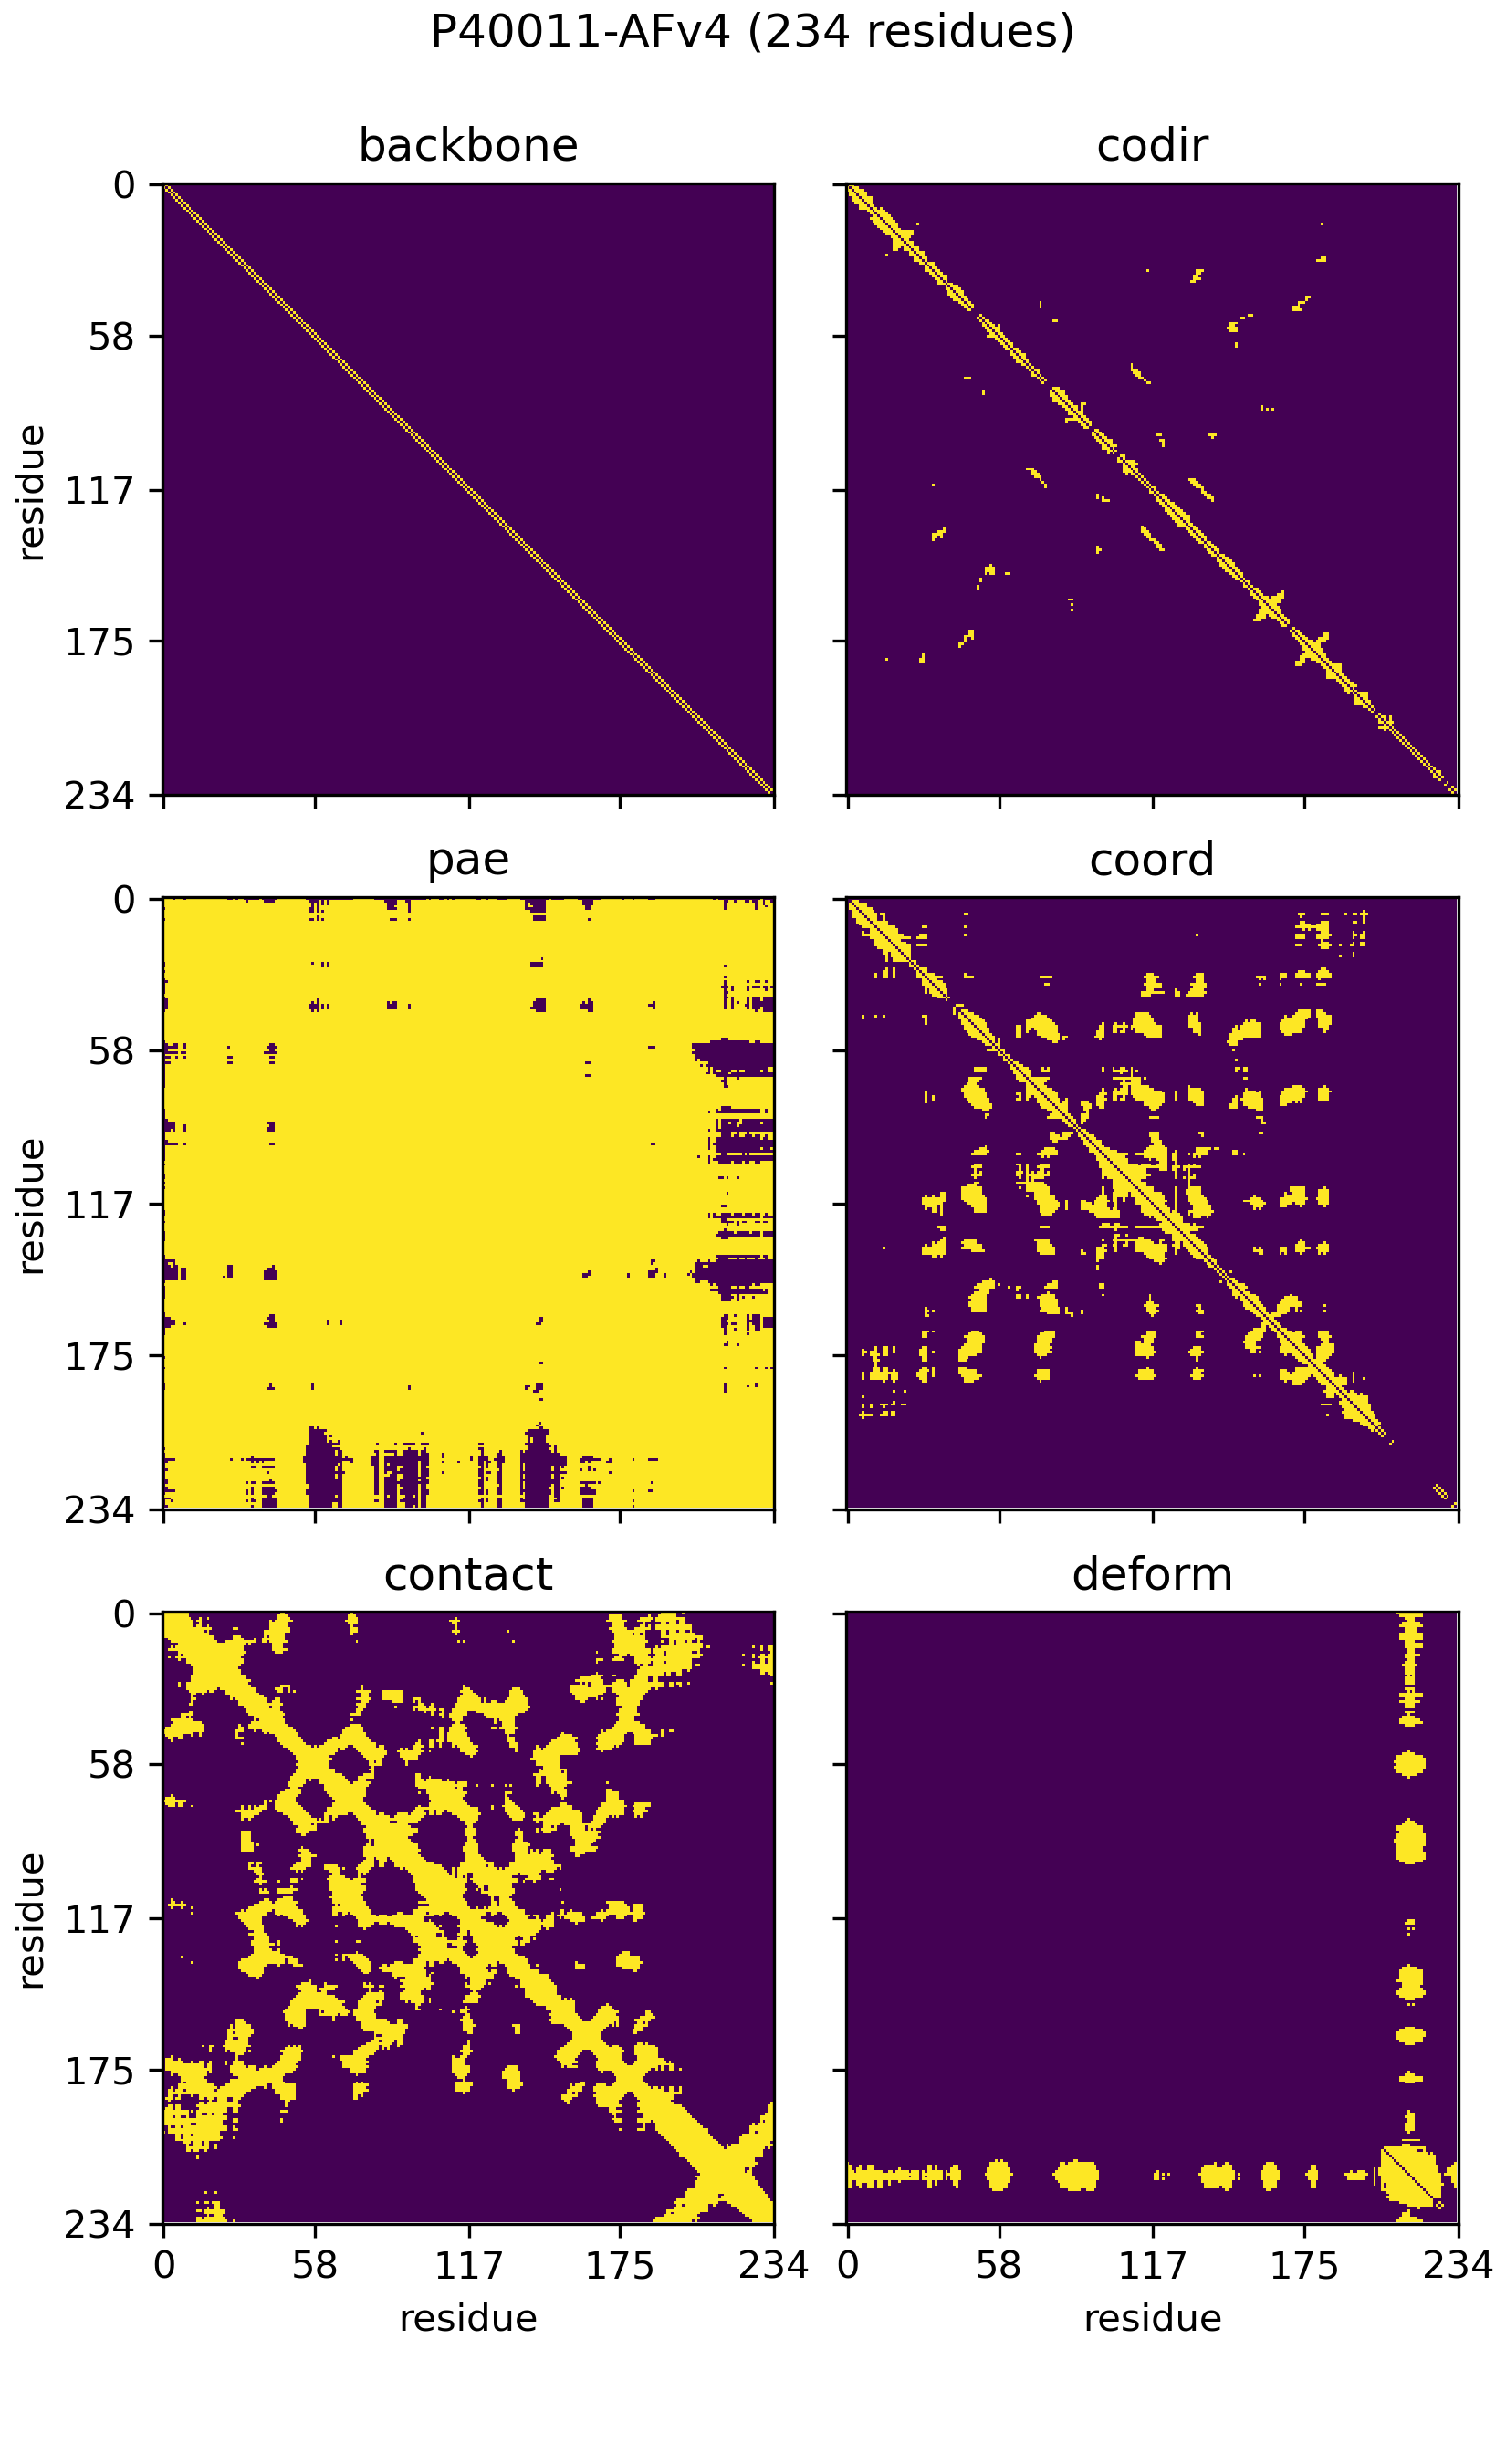 P40011-AFv4 (234 residues)
backbone
codir
0
58
117
175
234
residue
pae
coord
0
58
117
175
234
residue
contact
deform
0
58
117
175
234
residue
0 58 117 175 234
0 58 117 175 234
residue
residue